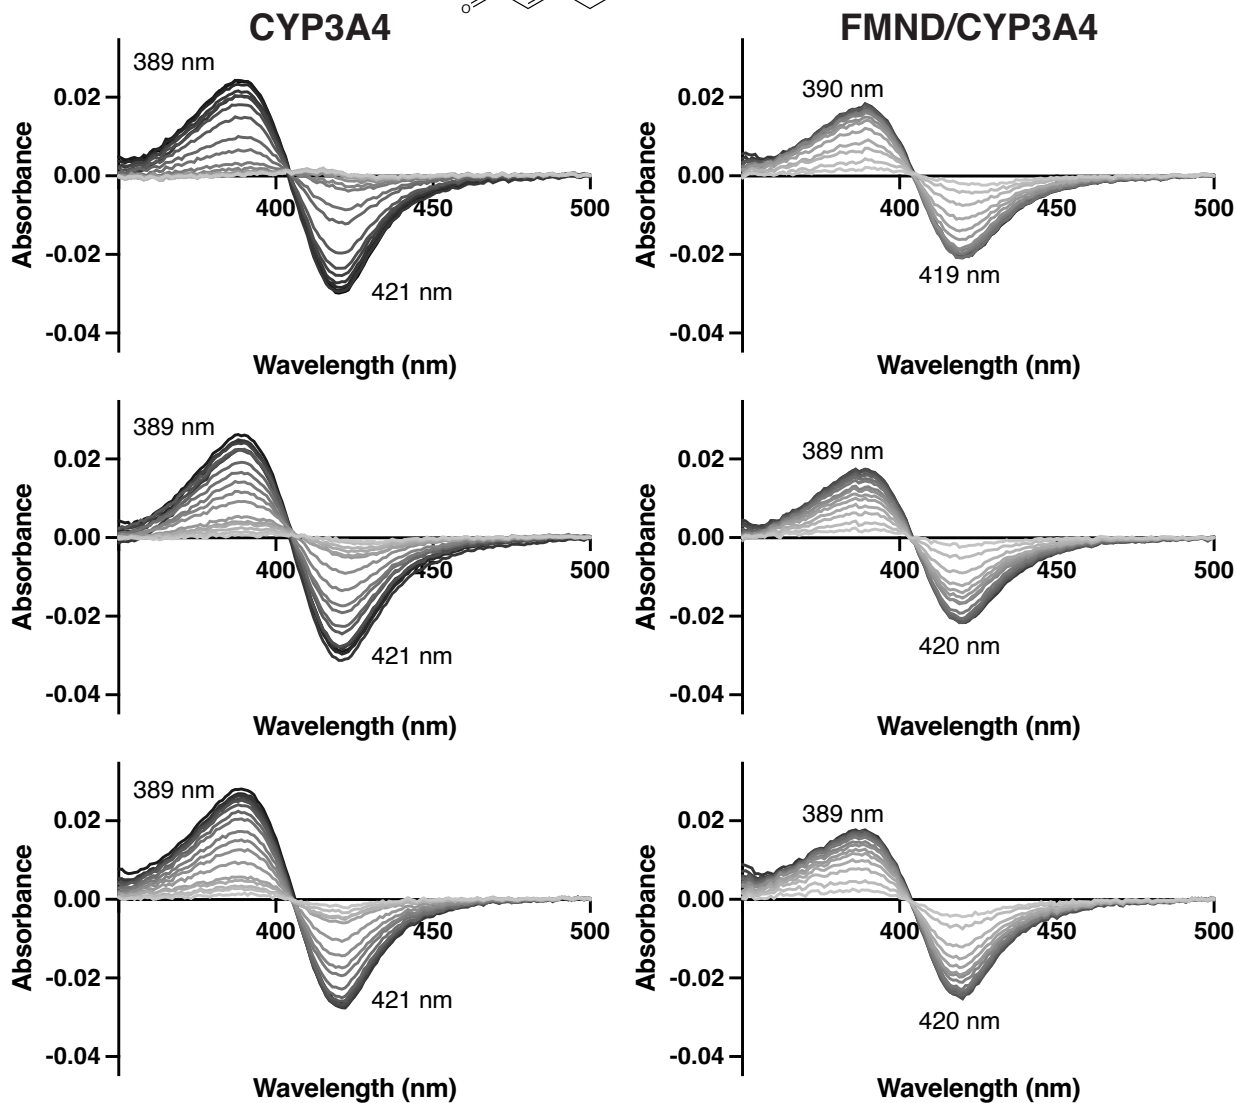 O
CYP3A4
FMND/CYP3A4
389 nm
0.02
0.00
-0.02
-0.04
400
450
500
421 nm
Absorbance
Wavelength (nm)
390 nm
0.02
0.00
-0.02
-0.04
400
450
500
419 nm
Absorbance
Wavelength (nm)
389 nm
0.02
0.00
-0.02
-0.04
400
450
500
421 nm
Absorbance
Wavelength (nm)
389 nm
0.02
0.00
-0.02
-0.04
400
450
500
420 nm
Absorbance
Wavelength (nm)
389 nm
0.02
0.00
-0.02
-0.04
400
450
500
421 nm
Absorbance
Wavelength (nm)
389 nm
0.02
0.00
-0.02
-0.04
400
450
500
420 nm
Absorbance
Wavelength (nm)